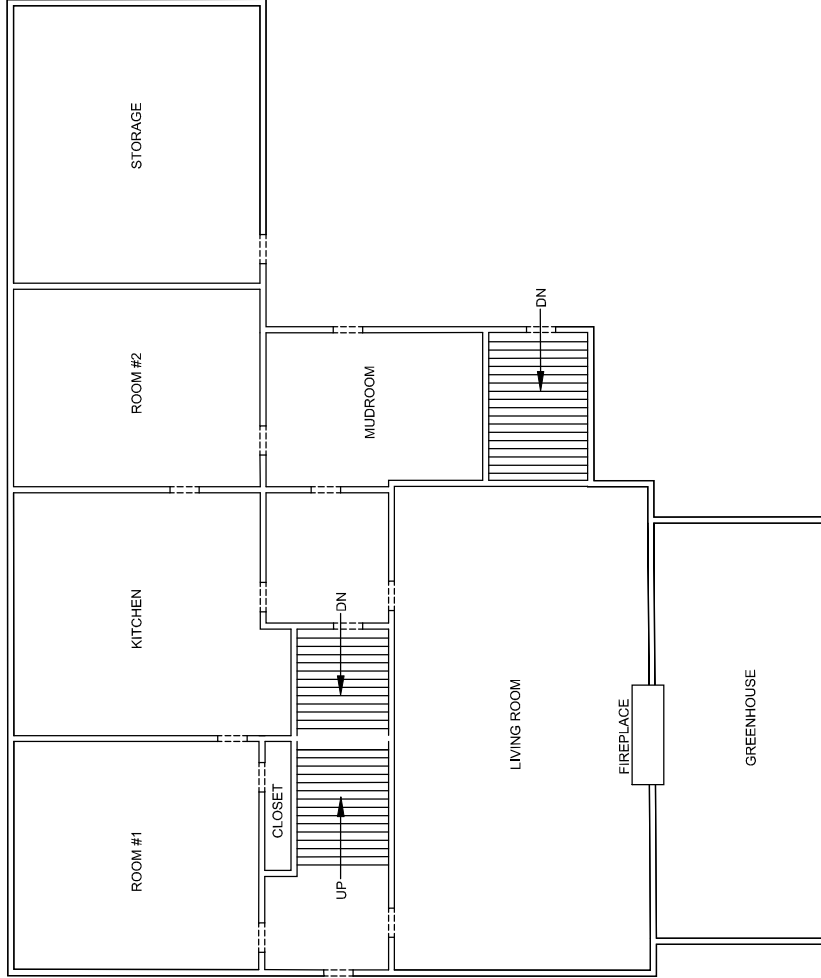 STORAGE
ROOM #2
MUDROOM
DN
KITCHEN
DN
LIVING ROOM
FIREPLACE
GREENHOUSE
CLOSET
ROOM #1
UP